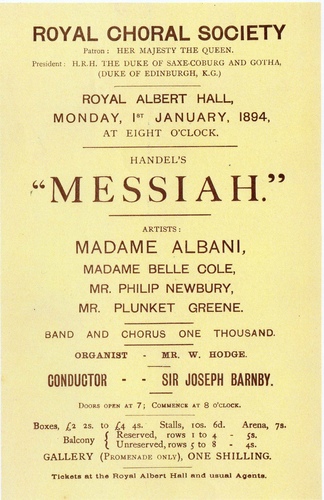 ROYAL CHORAL SOCIETY
Patron : HER MAJESTY THE QUEEN.
President : H.R.H. THE DUKE OF SAXE-COBURG AND GOTHA,
(DUKE OF EDINBURGH, K.G.)
ROYAL ALBERT HALL,
MONDAY, 1ST JANUARY, 1894,
AT EIGHT O'CLOCK.
HANDEL'S
“MESSIAH.”
ARTISTS :
MADAME ALBANI,
MADAME BELLE COLE,
MR. PHILIP NEWBURY,
MR. PLUNKET GREENE.
BAND AND CHORUS ONE THOUSAND.
ORGANIST - MR. W. HODGE.
CONDUCTOR - - SIR JOSEPH BARNBY.
DOORS OPEN AT 7; COMMENCE AT 8 O'CLOCK.
Boxes, £2 2s. to £4 4s. Stalls, 10s. 6d. Arena, 7s.
Balcony { Reserved, rows 1 to 4 - 5s.
Unreserved, rows 5 to 8 - 4s.
GALLERY (PROMENADE ONLY), ONE SHILLING.
Tickets at the Royal Albert Hall and usual Agents.